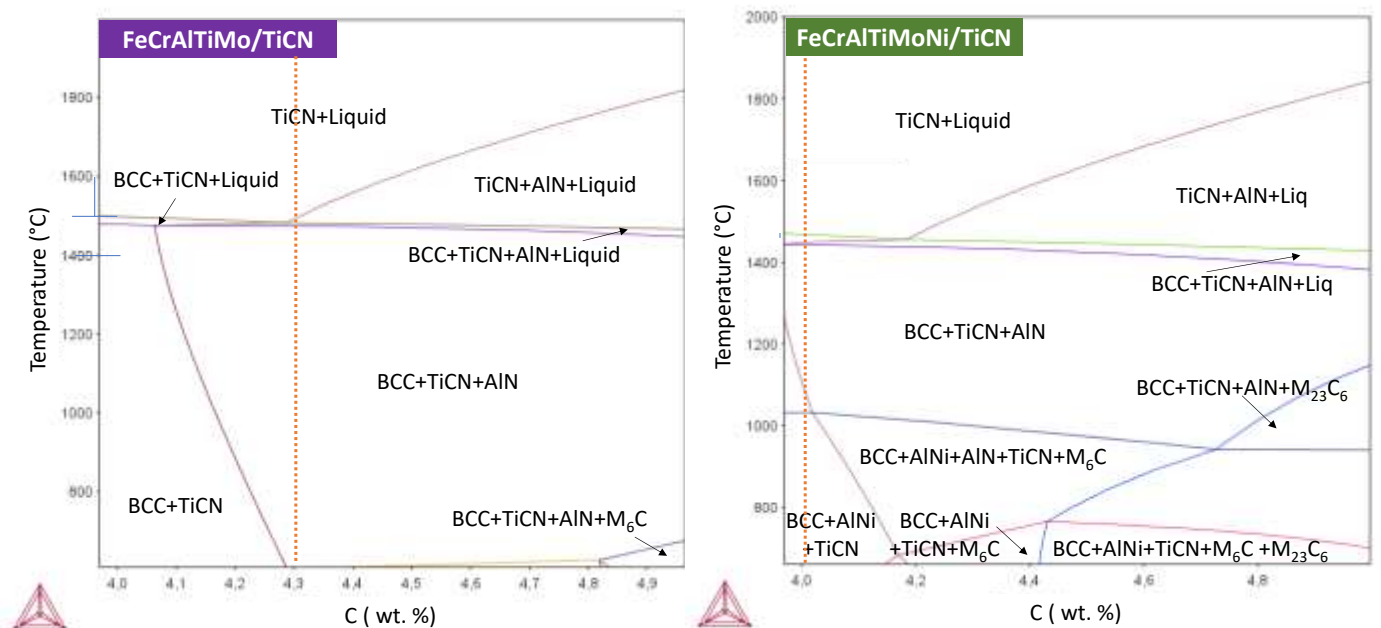 FeCrAlTiMo/TiCN
1800
TiCN+Liquid
1600
BCC+TiCN+Liquid
TiCN+AlN+Liquid
BCC+TiCN+AlN+Liquid
1400
Temperature (°C)
1200
BCC+TiCN+AlN
1000
800
BCC+TiCN
BCC+TiCN+AlN+M6C
4,0 4,1 4,2 4,3 4,4 4,5 4,6 4,7 4,8 4,9
C ( wt. %)
2000
FeCrAlTiMoNi/TiCN
1800
TiCN+Liquid
1600
TiCN+AlN+Liq
1400
BCC+TiCN+AlN+Liq
Temperature (°C)
1200
BCC+TiCN+AlN
BCC+TiCN+AlN+M23C6
1000
BCC+AlNi+AlN+TiCN+M6C
800
BCC+AlNi
+TiCN
BCC+AlNi
+TiCN+M6C
BCC+AlNi+TiCN+M6C +M23C6
4,0 4,2 4,4 4,6 4,8
C ( wt. %)